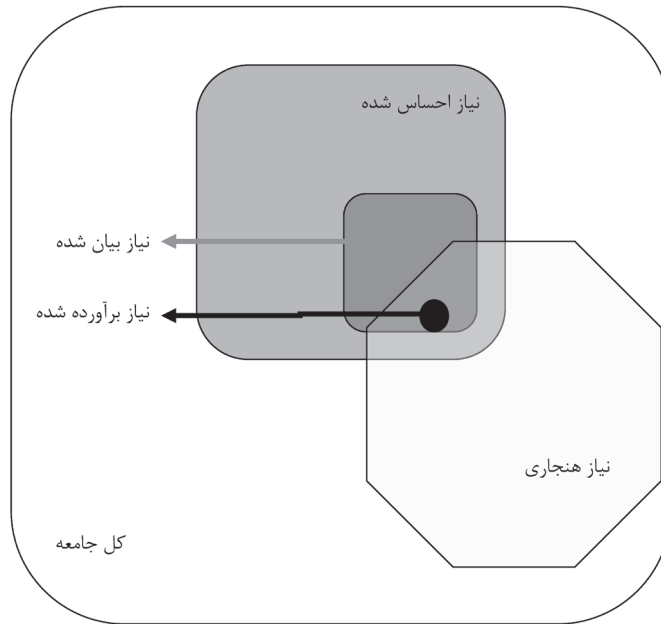 نیاز احساس شده
نیاز بیان شده
نیاز برآورده شده
نیاز هنجاری
کل جامعه